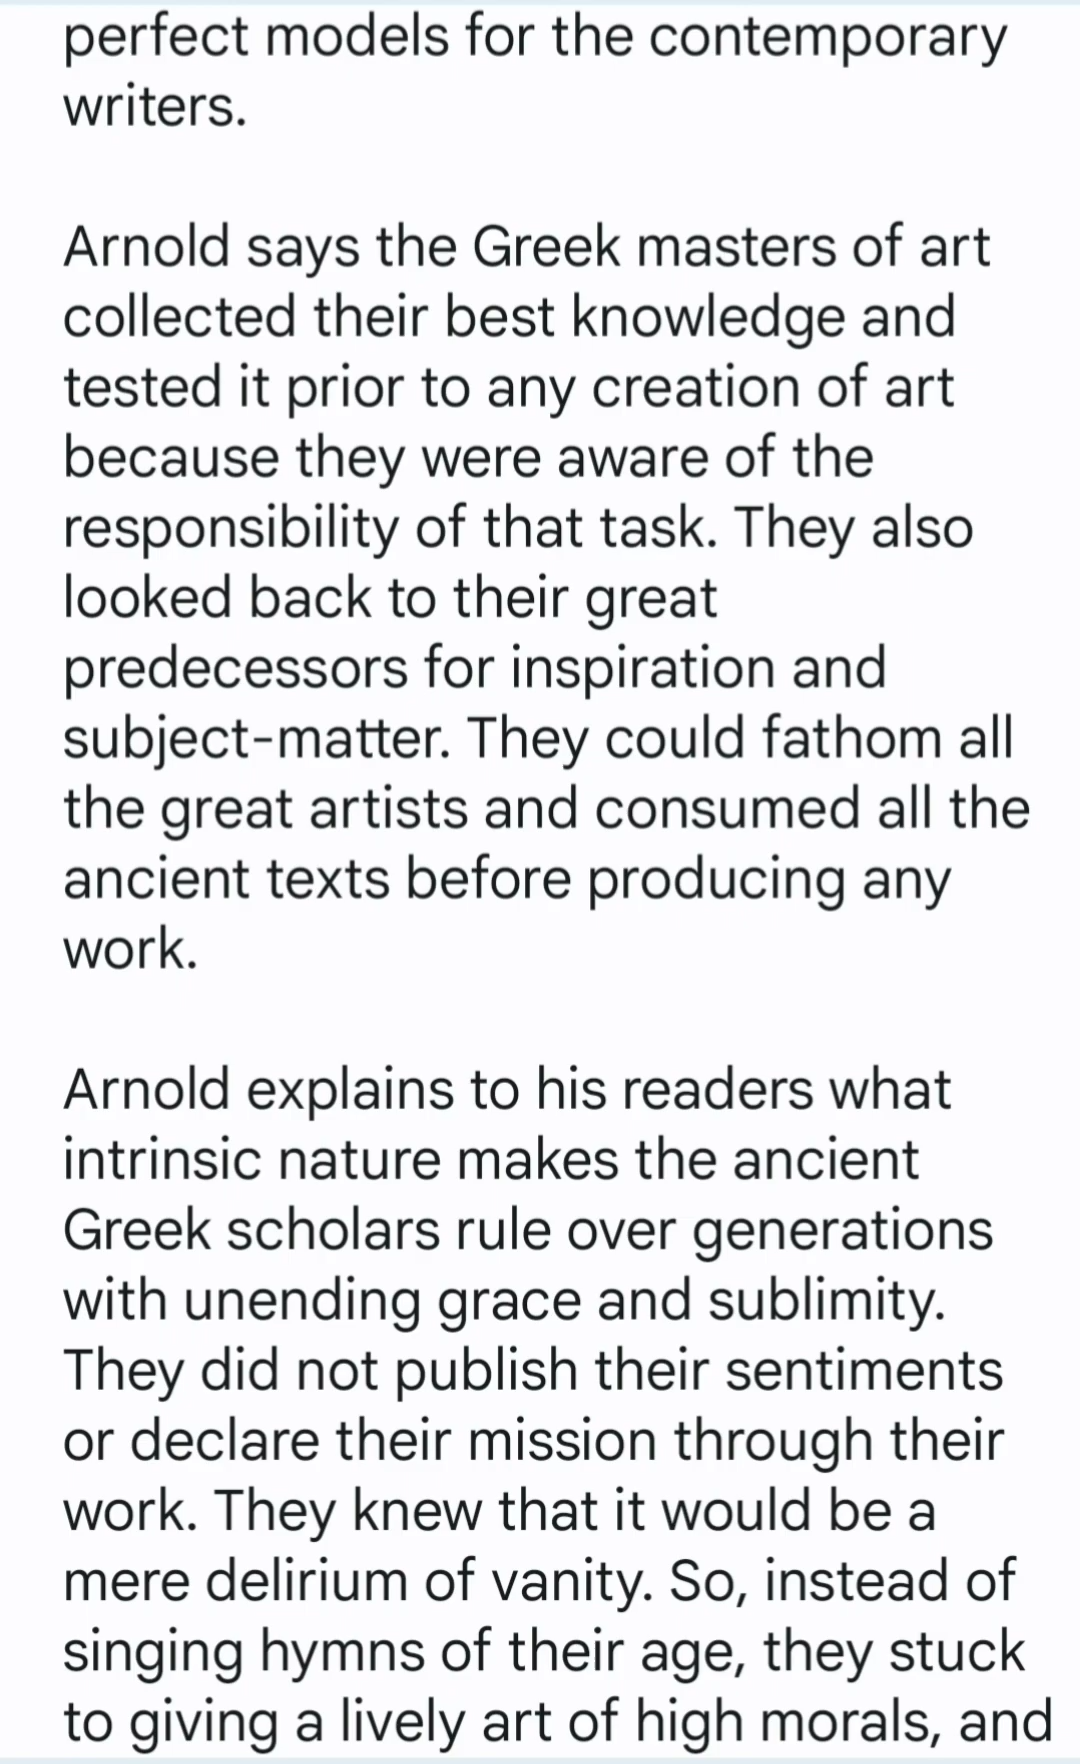 perfect models for the contemporary
writers.
Arnold says the Greek masters of art
collected their best knowledge and
tested it prior to any creation of art
because they were aware of the
responsibility of that task. They also
looked back to their great
predecessors for inspiration and
subject-matter. They could fathom all
the great artists and consumed all the
ancient texts before producing any
work.
Arnold explains to his readers what
intrinsic nature makes the ancient
Greek scholars rule over generations
with unending grace and sublimity.
They did not publish their sentiments
or declare their mission through their
work. They knew that it would be a
mere delirium of vanity. So, instead of
singing hymns of their age, they stuck
to giving a lively art of high morals, and